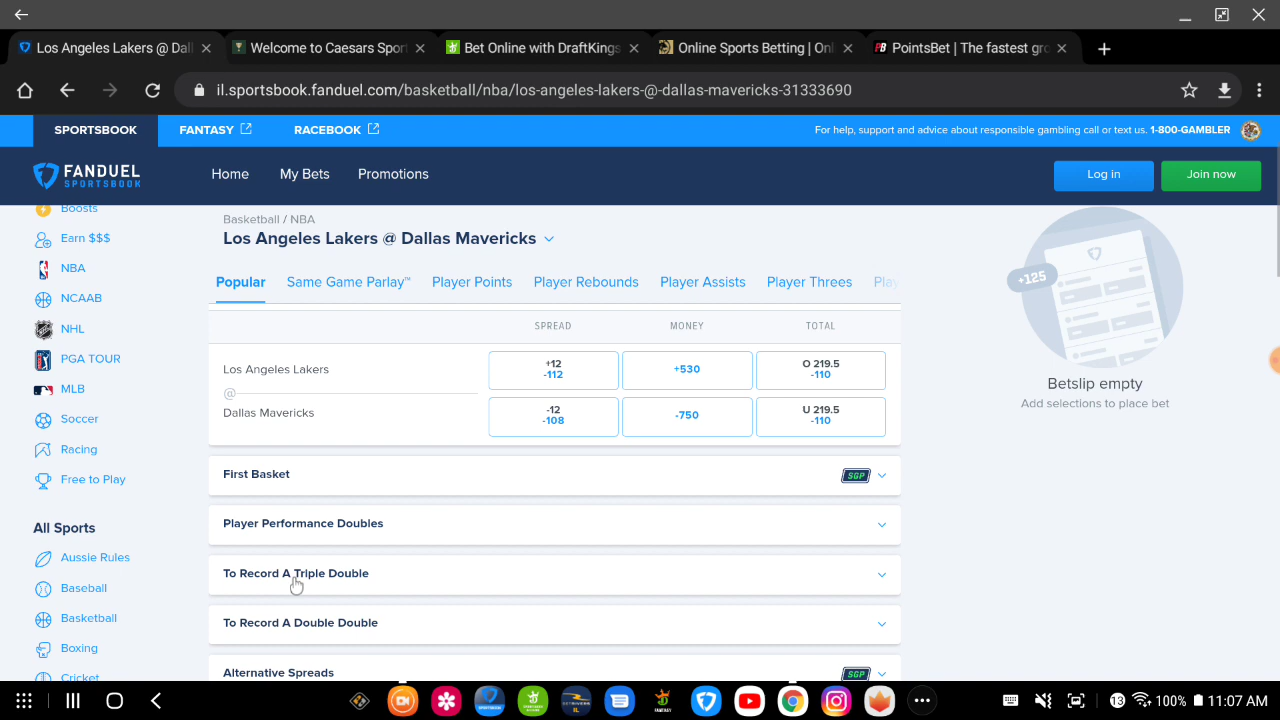 Los Angeles Lakers @ Dall
Welcome to Caesars Sport
Bet Online with DraftKings
Online Sports Betting | Onl
PointsBet | The fastest gro
il.sportsbook.fanduel.com/basketball/nba/los-angeles-lakers-@-dallas-mavericks-31333690
SPORTSBOOK FANTASY RACEBOOK For help, support and advice about responsible gambling call or text us. 1-800-GAMBLER
FANDUEL
SPORTSBOOK
Home My Bets Promotions Log in Join now
Boosts
Earn $$$
NBA
NCAAB
NHL
PGA TOUR
MLB
Soccer
Racing
Free to Play
All Sports
Aussie Rules
Baseball
Basketball
Boxing
Cricket
Basketball / NBA
Los Angeles Lakers @ Dallas Mavericks
Popular Same Game Parlay™ Player Points Player Rebounds Player Assists Player Threes Play
SPREAD MONEY TOTAL
Los Angeles Lakers
+12
-112
+530
O 219.5
-110
@
Dallas Mavericks
-12
-108
-750
U 219.5
-110
First Basket SGP
Player Performance Doubles
To Record A Triple Double
To Record A Double Double
Alternative Spreads SGP
+125
Betslip empty
Add selections to place bet
13 100% 11:07 AM